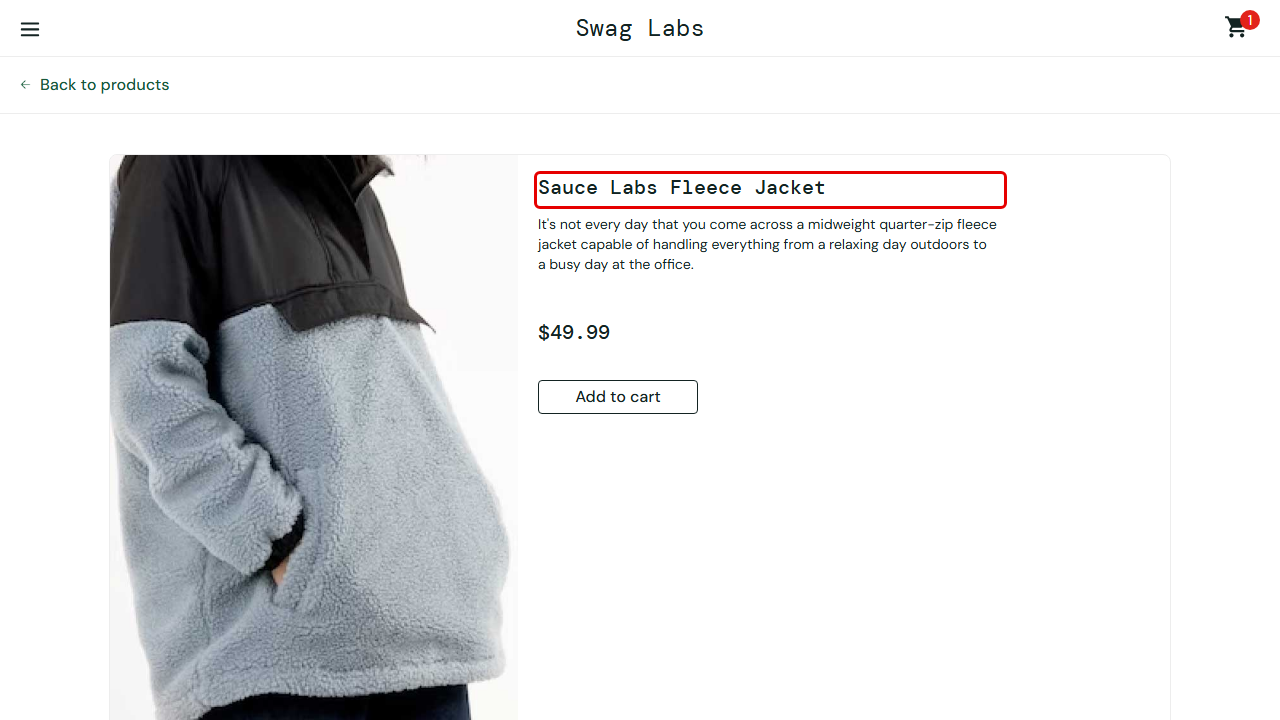 Swag Labs
1
Back to products
Sauce Labs Fleece Jacket
It's not every day that you come across a midweight quarter-zip fleece
jacket capable of handling everything from a relaxing day outdoors to
a busy day at the office.
$49.99
Add to cart